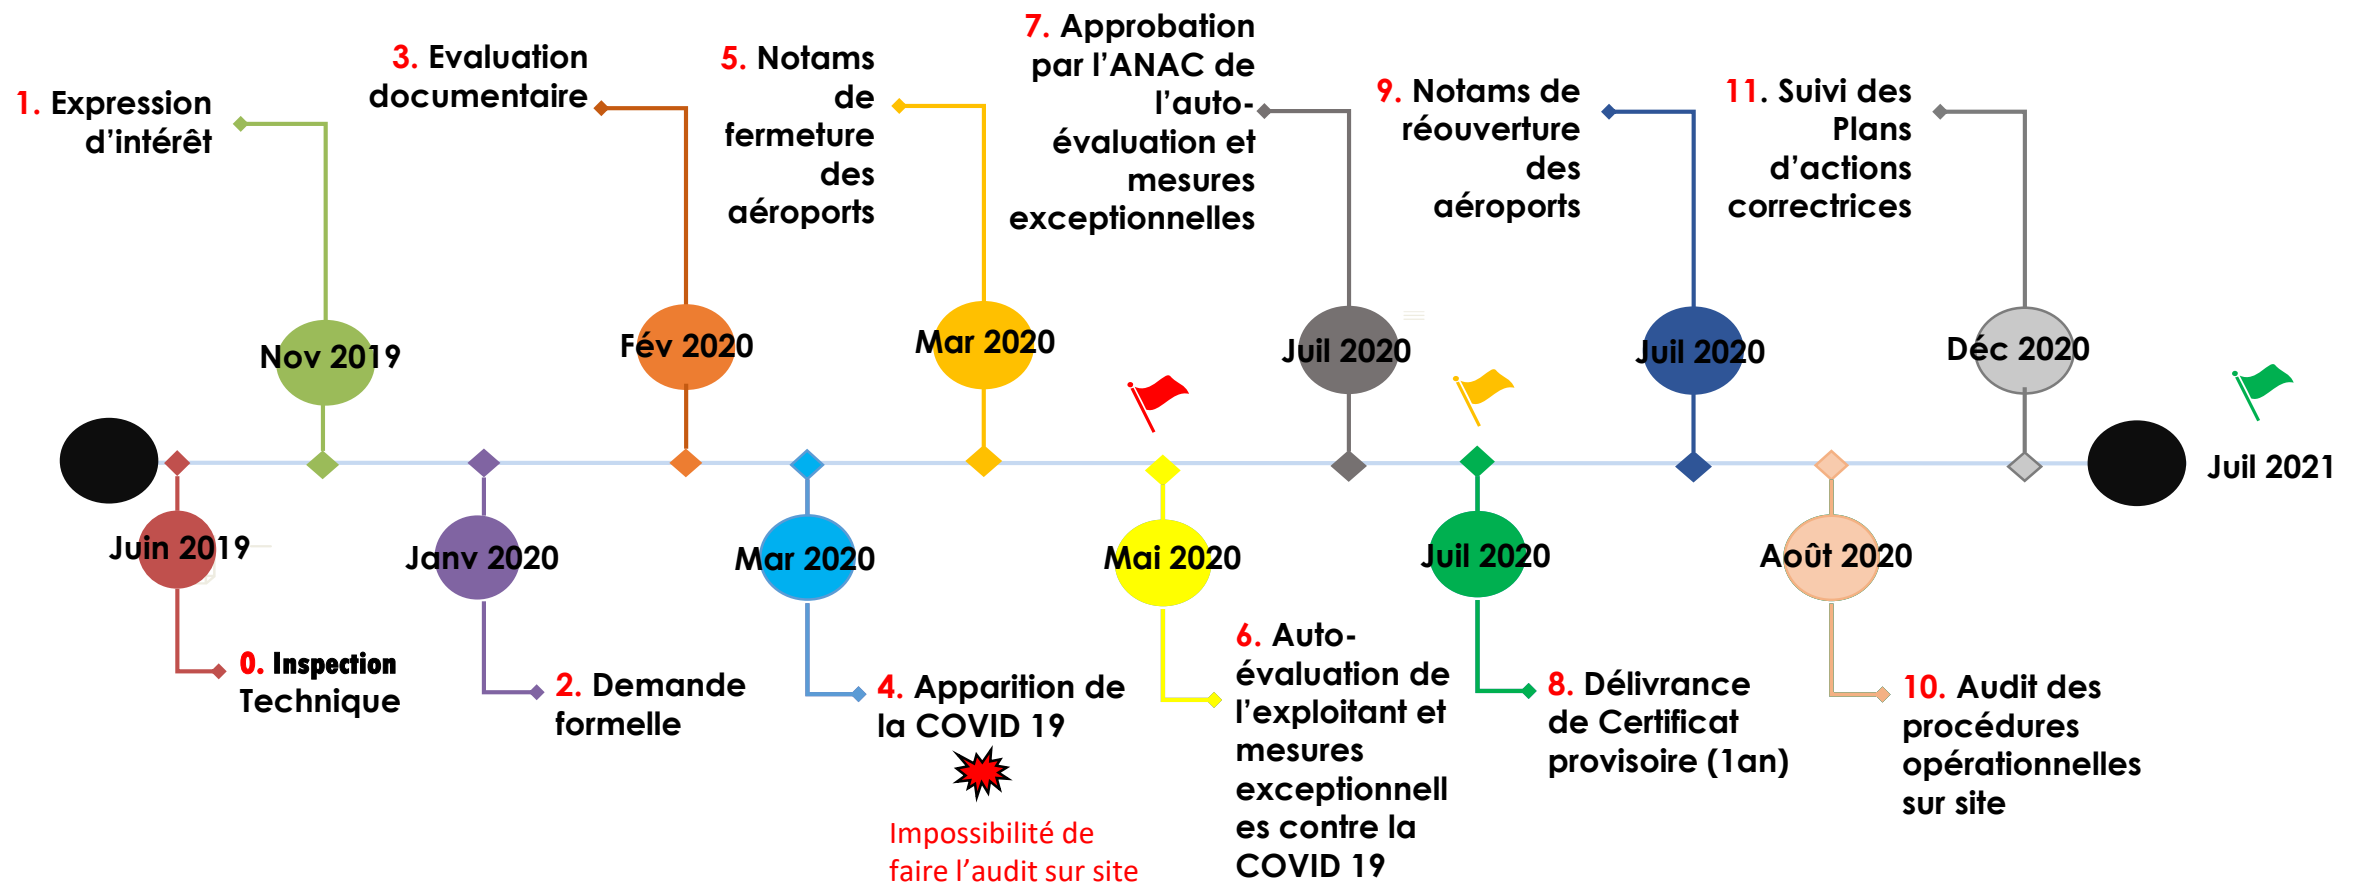 1. Expression
d'intérêt
3. Evaluation
documentaire
5. Notams
de
fermeture
des
aéroports
7. Approbation
par l'ANAC de
l'auto-
évaluation et
mesures
exceptionnelles
9. Notams de
réouverture
des
aéroports
11. Suivi des
Plans
d'actions
correctrices
Nov 2019
Fév 2020
Mar 2020
Juil 2020
Juil 2020
Déc 2020
Juil 2021
Juin 2019
Janv 2020
Mar 2020
Mai 2020
Juil 2020
Août 2020
0. Inspection
Technique
2. Demande
formelle
4. Apparition de
la COVID 19
Impossibilité de
faire l'audit sur site
6. Auto-
évaluation de
l'exploitant et
mesures
exceptionnell
es contre la
COVID 19
8. Délivrance
de Certificat
provisoire (1an)
10. Audit des
procédures
opérationnelles
sur site